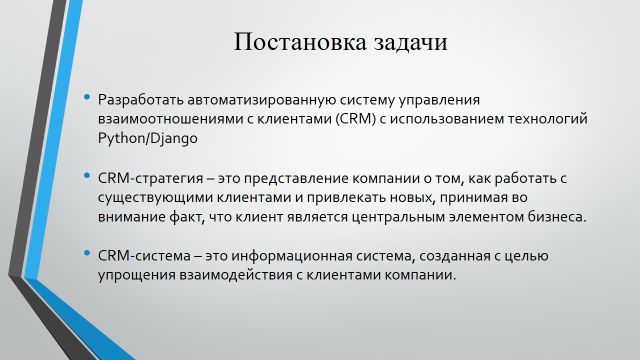 Постановка задачи
• Разработать автоматизированную систему управления
взаимоотношениями с клиентами (CRM) с использованием технологий
Python/Django
• CRM-стратегия – это представление компании о том, как работать с
существующими клиентами и привлекать новых, принимая во
внимание факт, что клиент является центральным элементом бизнеса.
• CRM-система – это информационная система, созданная с целью
упрощения взаимодействия с клиентами компании.